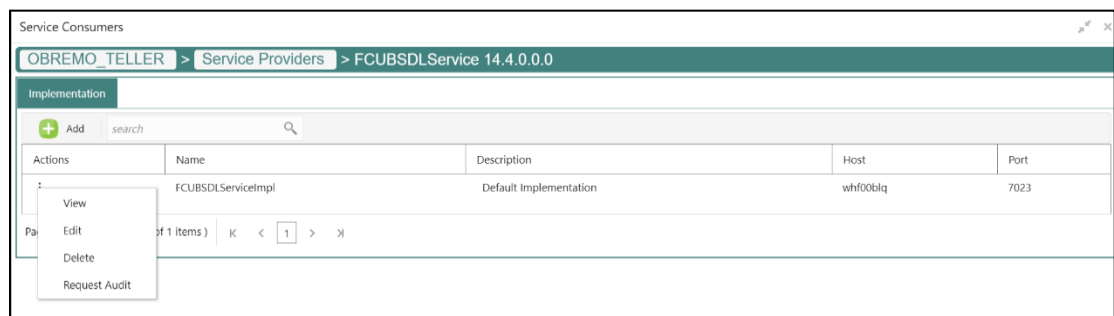 Service Consumers
OBREMO_TELLER > Service Providers > FCUBSDLService 14.4.0.0.0
Implementation
Add search
Actions Name Description Host Port
FCUBSDLServiceImpl Default Implementation whf00blq 7023
View
Edit
of 1 items ) K < 1 > >|
Delete
Request Audit